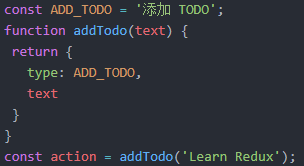 const ADD_TODO = '添加 TODO';
function addTodo(text) {
 return {
   type: ADD_TODO,
   text
 }
}
const action = addTodo('Learn Redux');